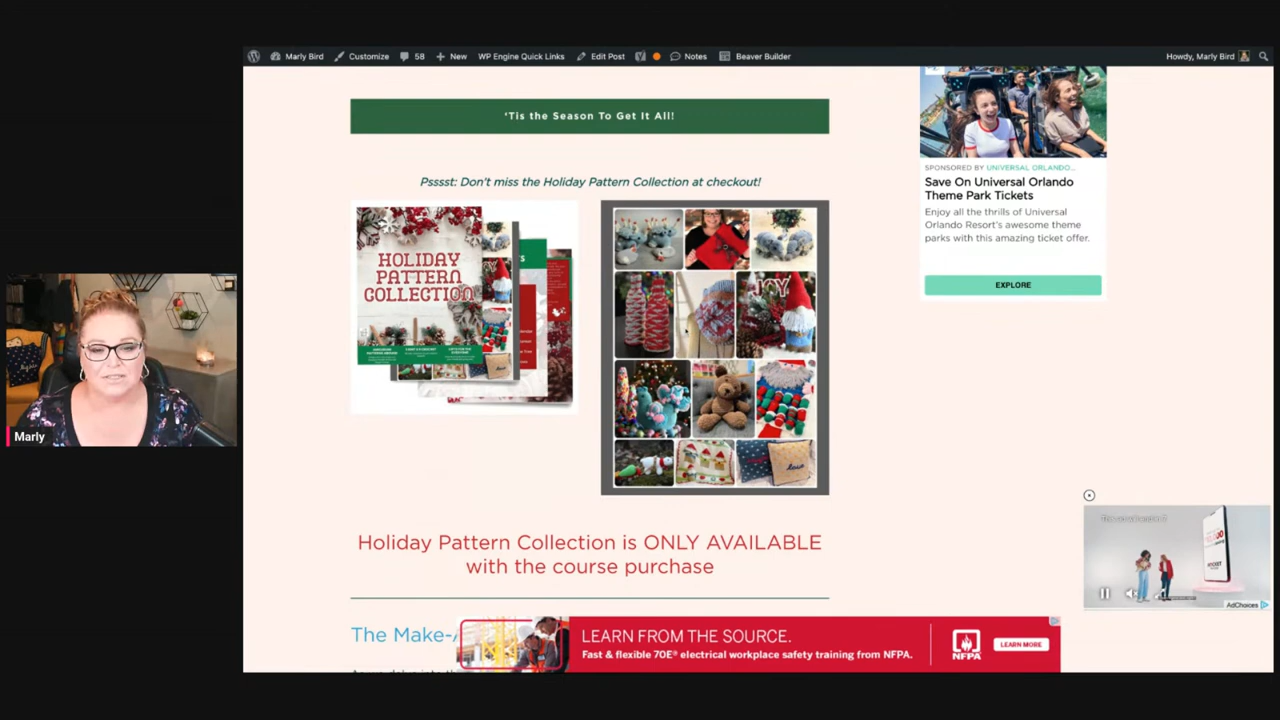 Marly Bird
Customize
58
New
WP Engine Quick Links
Edit Post
Notes
Beaver Builder
Howdy, Marly Bird
'Tis the Season To Get It All!
Psssst: Don't miss the Holiday Pattern Collection at checkout!
HOLIDAY
PATTERN
COLLECTION
JOY
love
Holiday Pattern Collection is ONLY AVAILABLE
with the course purchase
The Make-
SPONSORED BY UNIVERSAL ORLANDO...
Save On Universal Orlando
Theme Park Tickets
Enjoy all the thrills of Universal
Orlando Resort's awesome theme
parks with this amazing ticket offer.
EXPLORE
AdChoices
LEARN FROM THE SOURCE.
Fast & flexible 70E® electrical workplace safety training from NFPA.
NFPA
LEARN MORE
Marly